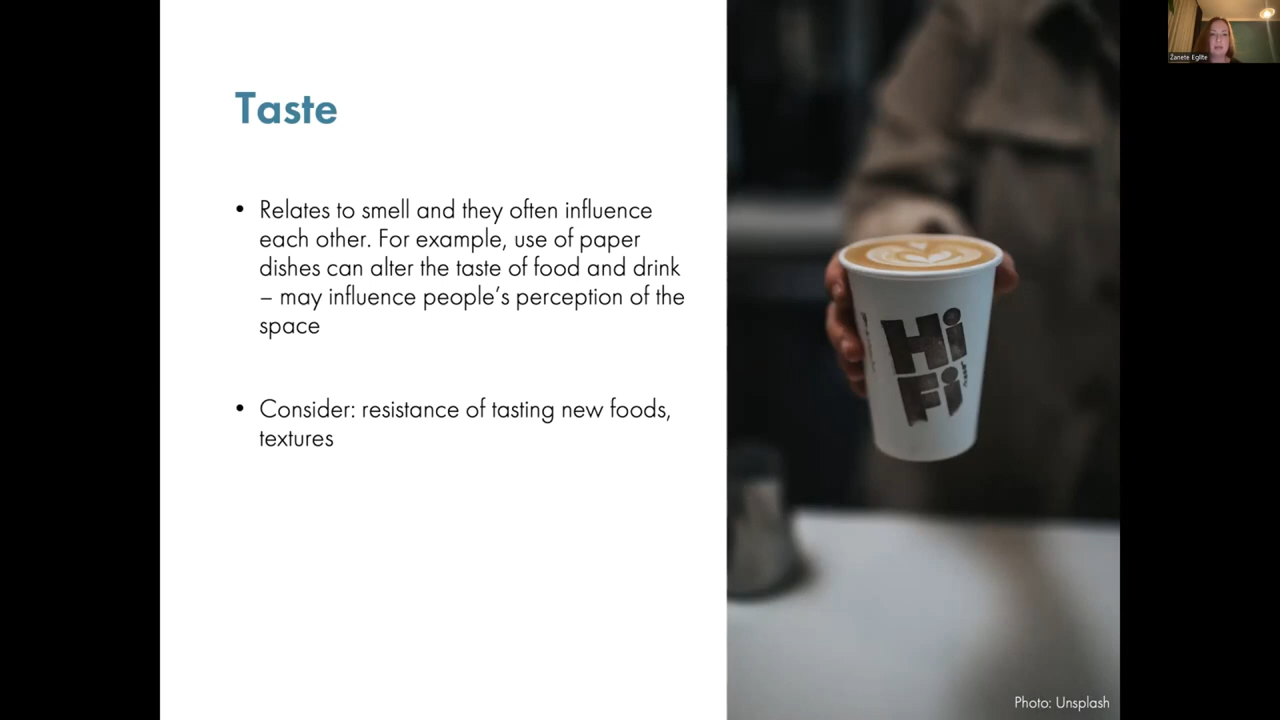 Taste
• Relates to smell and they often influence
each other. For example, use of paper
dishes can alter the taste of food and drink
– may influence people’s perception of the
space
• Consider: resistance of tasting new foods,
textures
Hi
Fi
Photo: Unsplash
Zanete Eglite